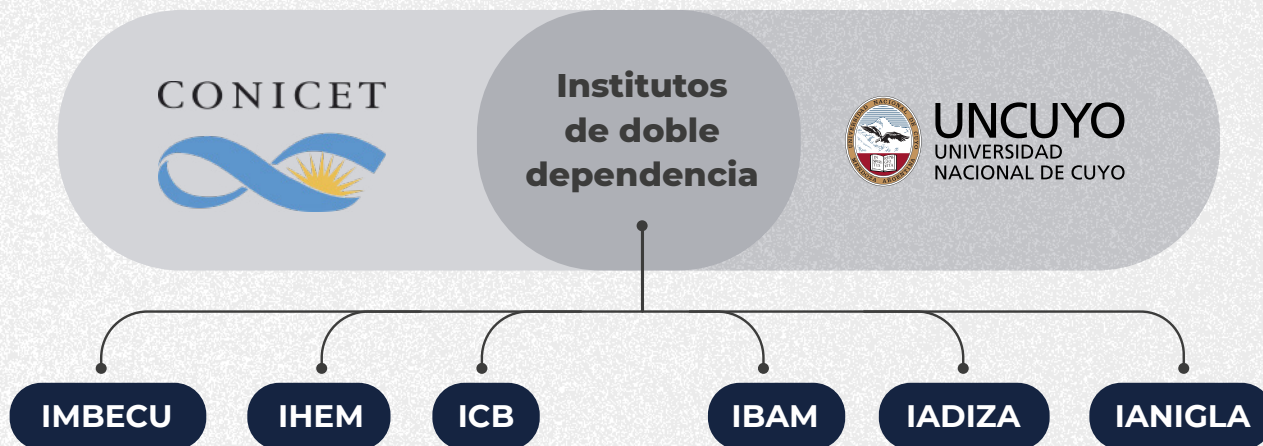 CONICET
Institutos
de doble
dependencia
UNCUYO
UNIVERSIDAD
NACIONAL DE CUYO
IMBECU
IHEM
ICB
IBAM
IADIZA
IANIGLA